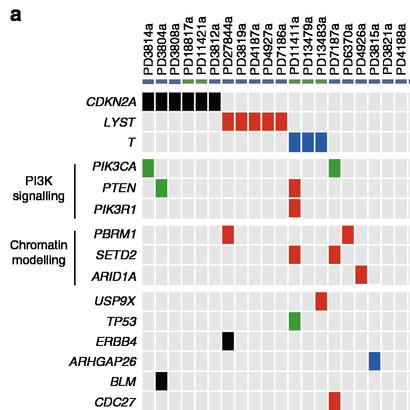 a
PD3814a PD3804a PD3808a PD18817a PD11421a PD3812a PD27844a PD3819a PD4187a PD4927a PD7186a PD11411a PD13479a PD13483a PD7187a PD6370a PD4926a PD3815a PD3821a PD4188a
CDKN2A
LYST
T
PI3K
signalling
PIK3CA
PTEN
PIK3R1
Chromatin
modelling
PBRM1
SETD2
ARID1A
USP9X
TP53
ERBB4
ARHGAP26
BLM
CDC27